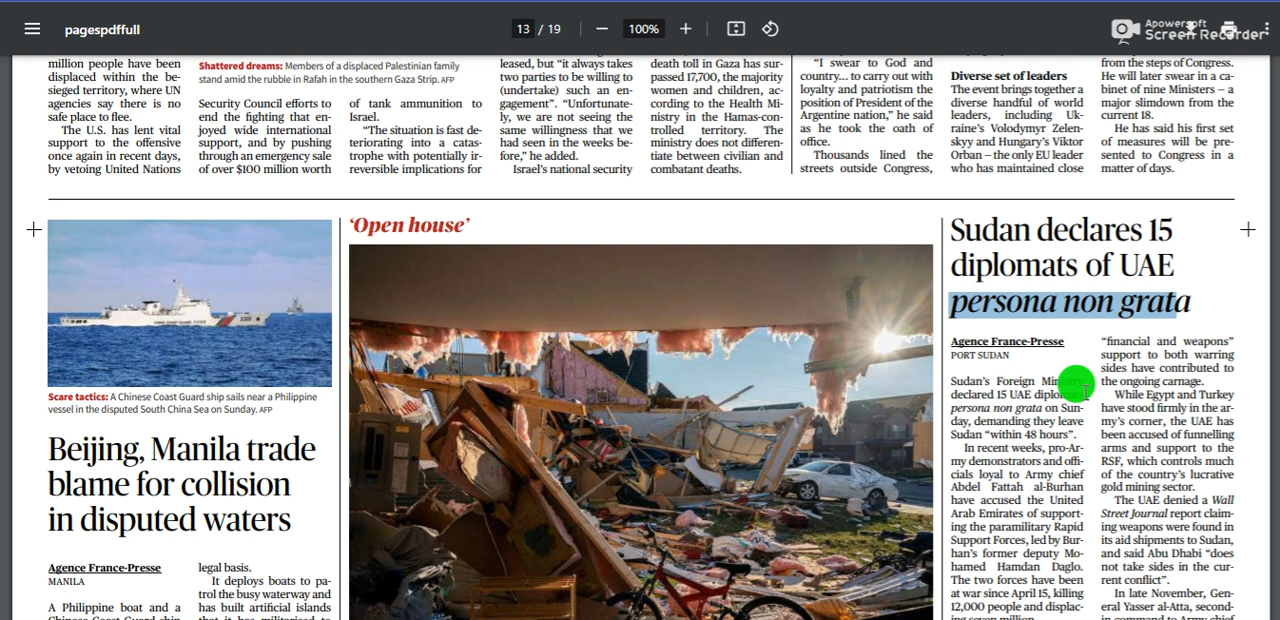 pagespdffull
13 / 19
100%
Apowersoft
Screen Recorder
million people have been
displaced within the be-
sieged territory, where UN
agencies say there is no
safe place to flee.
The U.S. has lent vital
support to the offensive
once again in recent days,
by vetoing United Nations
Shattered dreams: Members of a displaced Palestinian family
stand amid the rubble in Rafah in the southern Gaza Strip. AFP
Security Council efforts to
end the fighting that en-
joyed wide international
support, and by pushing
through an emergency sale
of over $100 million worth
of tank ammunition to
Israel.
"The situation is fast de-
teriorating into a catas-
trophe with potentially ir-
reversible implications for
leased, but "it always takes
two parties to be willing to
(undertake) such an en-
gagement". "Unfortunate-
ly, we are not seeing the
same willingness that we
had seen in the weeks be-
fore," he added.
Israel's national security
death toll in Gaza has sur-
passed 17,700, the majority
women and children, ac-
cording to the Health Mi-
nistry in the Hamas-con-
trolled territory. The
ministry does not differen-
tiate between civilian and
combatant deaths.
"I swear to God and
country... to carry out with
loyalty and patriotism the
position of President of the
Argentine nation," he said
as he took the oath of
office.
Thousands lined the
streets outside Congress,
Diverse set of leaders
The event brings together a
diverse handful of world
leaders, including Uk-
raine's Volodymyr Zelen-
skyy and Hungary's Viktor
Orban – the only EU leader
who has maintained close
from the steps of Congress.
He will later swear in a ca-
binet of nine Ministers – a
major slimdown from the
current 18.
He has said his first set
of measures will be pre-
sented to Congress in a
matter of days.
Scare tactics: A Chinese Coast Guard ship sails near a Philippine
vessel in the disputed South China Sea on Sunday. AFP
Beijing, Manila trade
blame for collision
in disputed waters
Agence France-Presse
MANILA
A Philippine boat and a
Chinese Coast Guard ship
legal basis.
It deploys boats to pa-
trol the busy waterway and
has built artificial islands
that it has militarised to
'Open house'
Sudan declares 15
diplomats of UAE
persona non grata
Agence France-Presse
PORT SUDAN
Sudan's Foreign Ministry
declared 15 UAE diplomats
persona non grata on Sun-
day, demanding they leave
Sudan "within 48 hours".
In recent weeks, pro-Ar-
my demonstrators and offi-
cials loyal to Army chief
Abdel Fattah al-Burhan
have accused the United
Arab Emirates of support-
ing the paramilitary Rapid
Support Forces, led by Bur-
han's former deputy Mo-
hamed Hamdan Daglo.
The two forces have been
at war since April 15, killing
12,000 people and displac-
ing seven million.
"financial and weapons"
support to both warring
sides have contributed to
the ongoing carnage.
While Egypt and Turkey
have stood firmly in the ar-
my's corner, the UAE has
been accused of funnelling
arms and support to the
RSF, which controls much
of the country's lucrative
gold mining sector.
The UAE denied a Wall
Street Journal report claim-
ing weapons were found in
its aid shipments to Sudan,
and said Abu Dhabi "does
not take sides in the cur-
rent conflict".
In late November, Gen-
eral Yasser al-Atta, second-
in command to Army chief